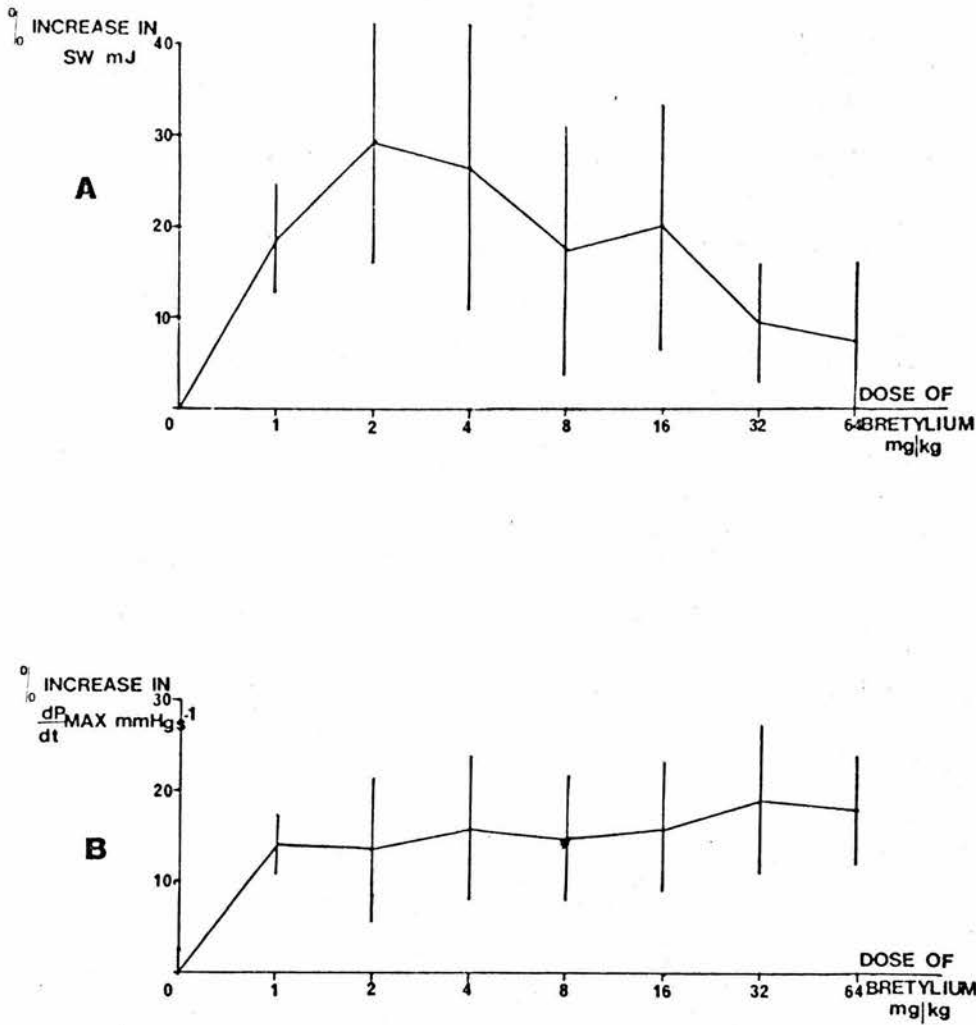 % INCREASE IN
SW mJ
40
30
A
20
10
DOSE OF
0 1 2 4 8 16 32 64 BRETYLIUM
mg/kg
% INCREASE IN
30
dP
dt MAX mmHg s-1
20
B
10
DOSE OF
0 1 2 4 8 16 32 64 BRETYLIUM
mg/kg